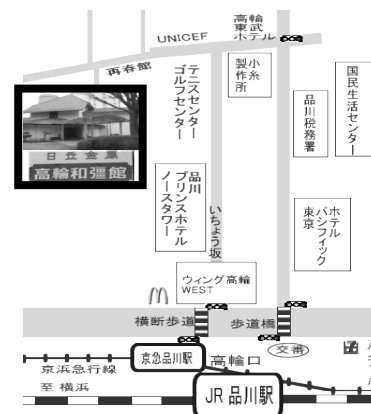 高輪
東武
ホテル
UNICEF
再春館
テニスセンター
ゴルフセンター
小糸
製作所
国民生活センター
品川税務署
日立金属
高輪和彊館
品川
プリンスホテル
ノースタワー
いちょう坂
ホテル
パシフィック
東京
ウィング高輪
WEST
横断歩道
歩道橋
京急品川駅
高輪口
交番
京浜急行線
至 横浜
JR 品川駅